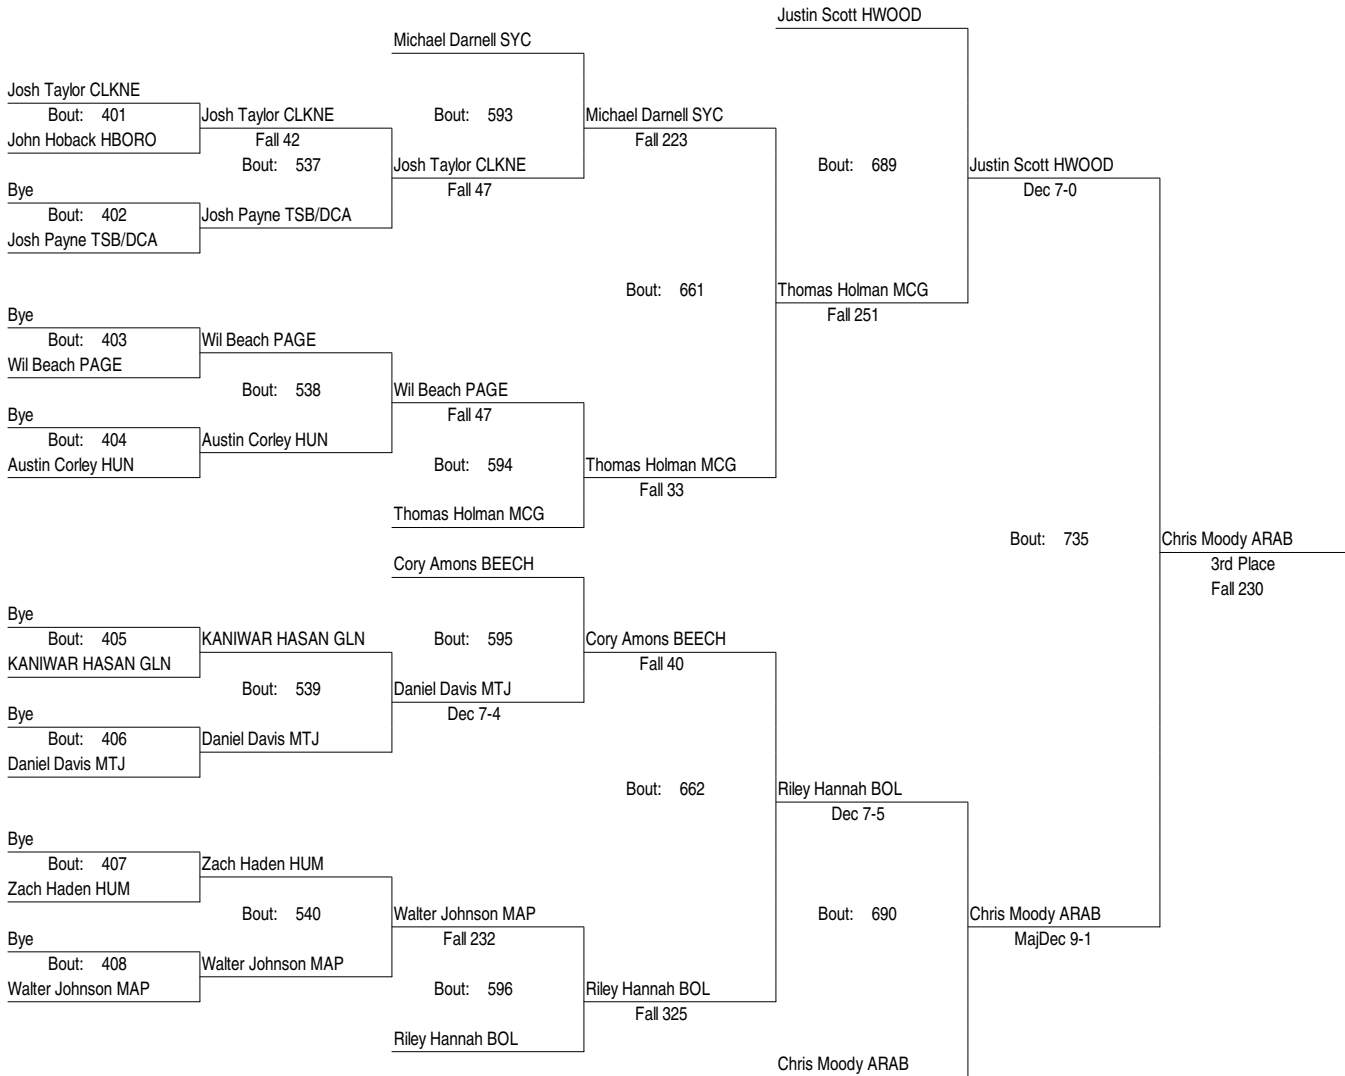 Justin Scott HWOOD
Michael Darnell SYC
Josh Taylor CLKNE
Bout: 401
Josh Taylor CLKNE
Bout: 593
Michael Darnell SYC
John Hoback HBORO
Fall 42
Fall 223
Bout: 537
Josh Taylor CLKNE
Bout: 689
Justin Scott HWOOD
Bye
Fall 47
Dec 7-0
Bout: 402
Josh Payne TSB/DCA
Josh Payne TSB/DCA
Bout: 661
Thomas Holman MCG
Bye
Fall 251
Bout: 403
Wil Beach PAGE
Wil Beach PAGE
Bout: 538
Wil Beach PAGE
Bye
Fall 47
Bout: 404
Austin Corley HUN
Austin Corley HUN
Bout: 594
Thomas Holman MCG
Fall 33
Thomas Holman MCG
Bout: 735
Chris Moody ARAB
Cory Amons BEECH
3rd Place
Fall 230
Bye
Bout: 405
KANIWAR HASAN GLN
Bout: 595
Cory Amons BEECH
KANIWAR HASAN GLN
Fall 40
Bout: 539
Daniel Davis MTJ
Bye
Dec 7-4
Bout: 406
Daniel Davis MTJ
Daniel Davis MTJ
Bout: 662
Riley Hannah BOL
Dec 7-5
Bye
Bout: 407
Zach Haden HUM
Zach Haden HUM
Bout: 540
Walter Johnson MAP
Bout: 690
Chris Moody ARAB
Bye
Fall 232
MajDec 9-1
Bout: 408
Walter Johnson MAP
Walter Johnson MAP
Bout: 596
Riley Hannah BOL
Fall 325
Riley Hannah BOL
Chris Moody ARAB